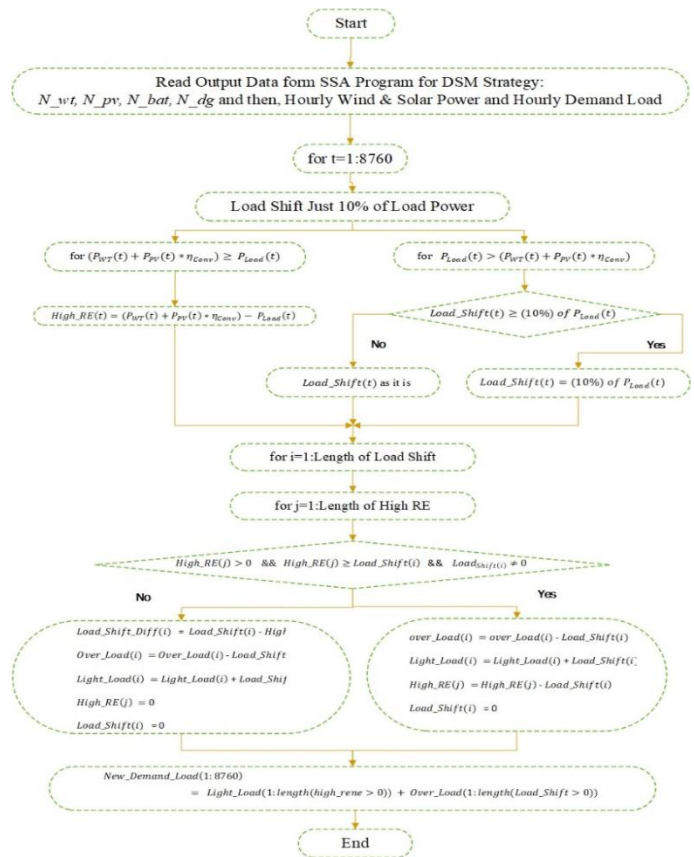 Start
Read Output Data form SSA Program for DSM Strategy:
N_wt, N_pv, N_bat, N_dg and then, Hourly Wind & Solar Power and Hourly Demand Load
for t=1:8760
Load Shift Just 10% of Load Power
for (P_WT(t) + P_PV(t) * η_Conv) ≥ P_Load(t)
for P_Load(t) > (P_WT(t) + P_PV(t) * η_Conv)
High_RE(t) = (P_WT(t) + P_PV(t) * η_Conv) − P_Load(t)
Load_Shift(t) ≥ (10%) of P_Load(t)
No
Yes
Load_Shift(t) as it is
Load_Shift(t) = (10%) of P_Load(t)
for i=1:Length of Load Shift
for j=1:Length of High RE
High_RE(j) > 0 && High_RE(j) ≥ Load_Shift(i) && Load_Shift(i) ≠ 0
No
Yes
Load_Shift_Diff(i) = Load_Shift(i) - High
Over_Load(i) = Over_Load(i) - Load_Shift
Light_Load(i) = Light_Load(i) + Load_Shif
High_RE(j) = 0
Load_Shift(i) = 0
over_Load(i) = over_Load(i) - Load_Shift(i)
Light_Load(i) = Light_Load(i) + Load_Shift(i)
High_RE(j) = High_RE(j) - Load_Shift(i)
Load_Shift(i) = 0
New_Demand_Load(1: 8760)
= Light_Load(1: length(high_rene > 0)) + Over_Load(1: length(Load_Shift > 0))
End